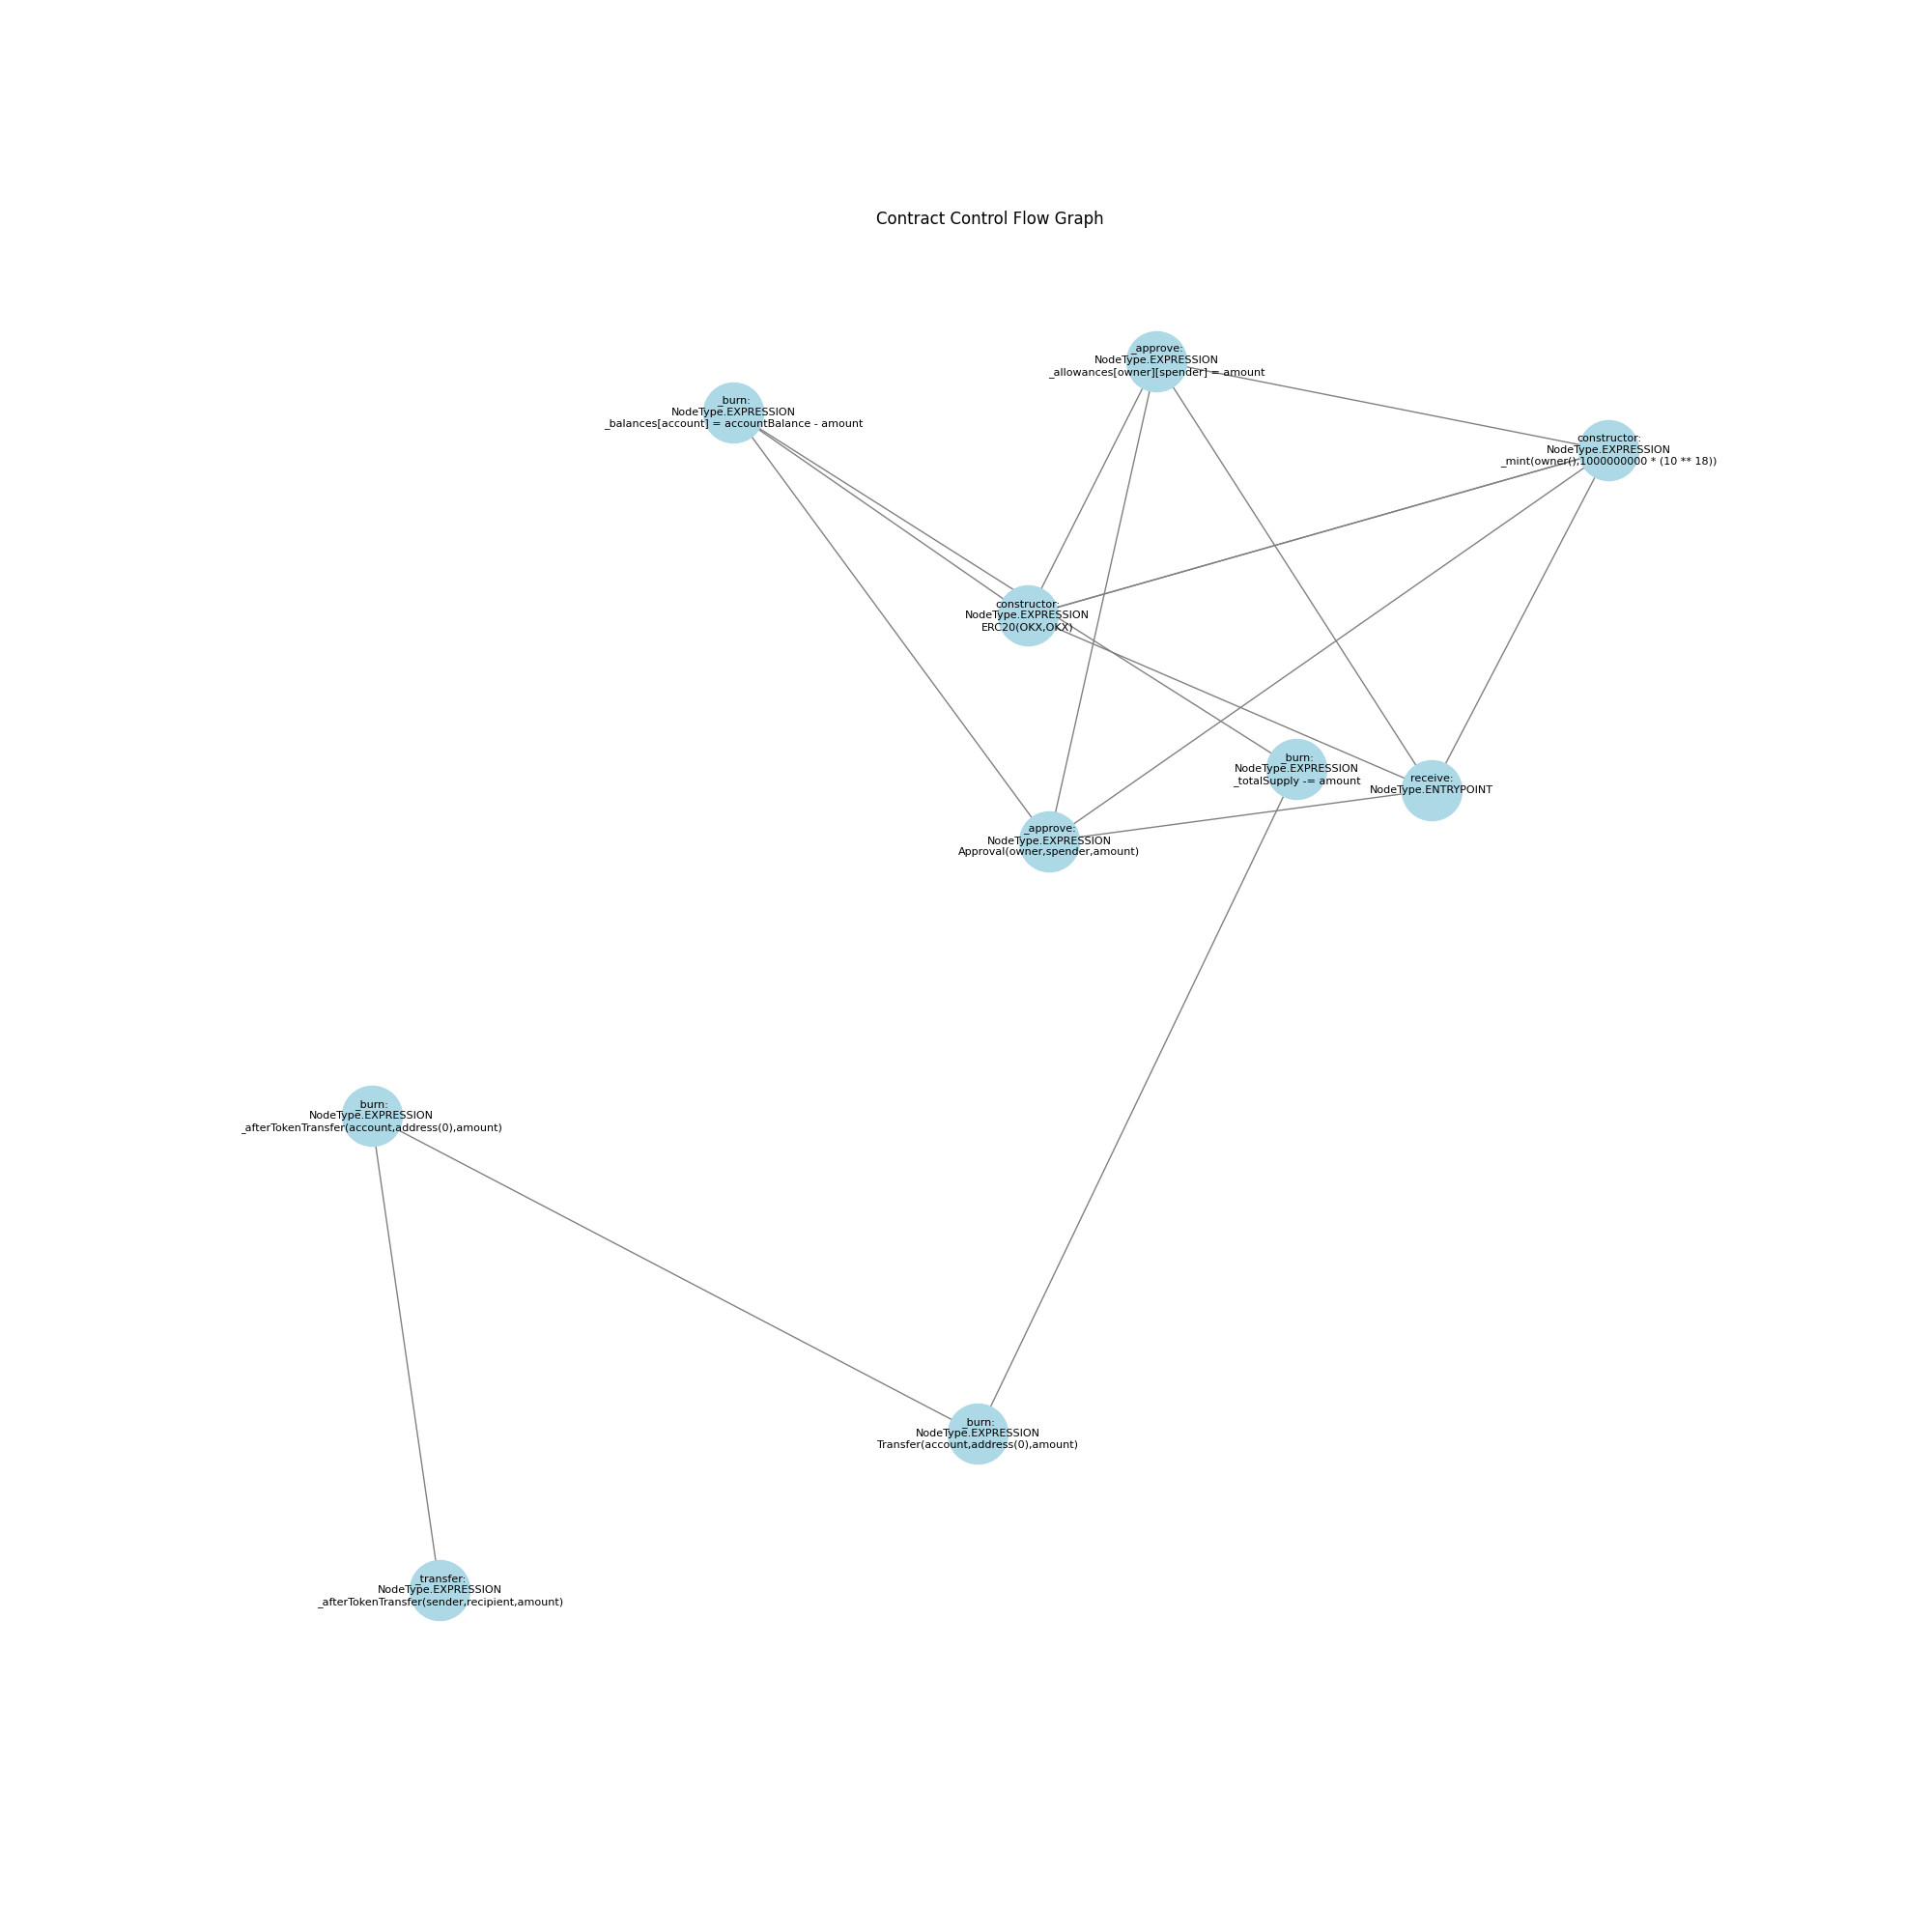 Contract Control Flow Graph
_approve:
NodeType.EXPRESSION
_allowances[owner][spender] = amount
_burn:
NodeType.EXPRESSION
_balances[account] = accountBalance - amount
constructor:
NodeType.EXPRESSION
_mint(owner(),1000000000 * (10 ** 18))
constructor:
NodeType.EXPRESSION
ERC20(OKX,OKX)
_burn:
NodeType.EXPRESSION
_totalSupply -= amount
receive:
NodeType.ENTRYPOINT
_approve:
NodeType.EXPRESSION
Approval(owner,spender,amount)
_burn:
NodeType.EXPRESSION
_afterTokenTransfer(account,address(0),amount)
_burn:
NodeType.EXPRESSION
Transfer(account,address(0),amount)
_transfer:
NodeType.EXPRESSION
_afterTokenTransfer(sender,recipient,amount)